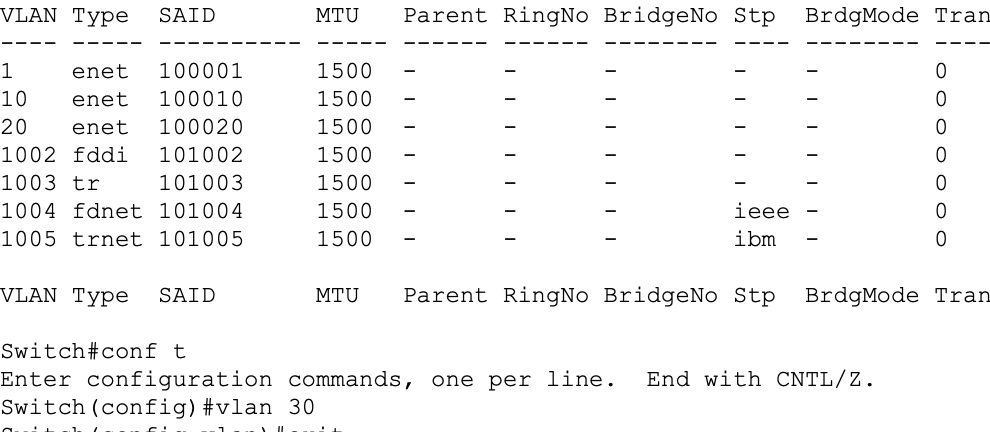 VLAN Type  SAID       MTU   Parent RingNo BridgeNo Stp  BrdgMode Tran
---- ----- ---------- ----- ------ ------ -------- ---- -------- ----
1    enet  100001     1500  -      -      -        -    -        0
10   enet  100010     1500  -      -      -        -    -        0
20   enet  100020     1500  -      -      -        -    -        0
1002 fddi  101002     1500  -      -      -        -    -        0
1003 tr    101003     1500  -      -      -        -    -        0
1004 fdnet 101004     1500  -      -      -        ieee -        0
1005 trnet 101005     1500  -      -      -        ibm  -        0
VLAN Type  SAID       MTU   Parent RingNo BridgeNo Stp  BrdgMode Tran
Switch#conf t
Enter configuration commands, one per line.  End with CNTL/Z.
Switch(config)#vlan 30